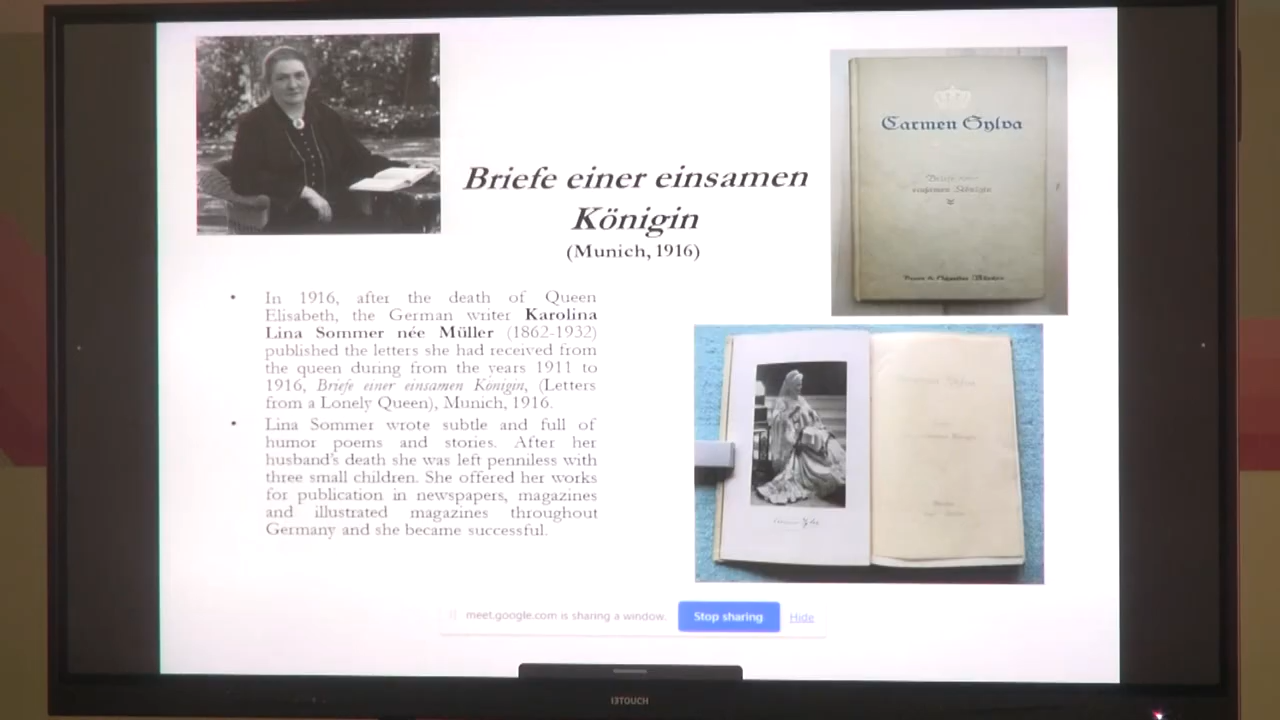 Briefe einer einsamen
Königin
(Munich, 1916)
• In 1916, after the death of Queen
Elisabeth, the German writer Karolina
Lina Sommer née Müller (1862-1932)
published the letters she had received from
the queen during from the years 1911 to
1916, Briefe einer einsamen Königin, (Letters
from a Lonely Queen), Munich, 1916.
• Lina Sommer wrote subtle and full of
humor poems and stories. After her
husband's death she was left penniless with
three small children. She offered her works
for publication in newspapers, magazines
and illustrated magazines throughout
Germany and she became successful.
Carmen Sylva
Briefe einer
einsamen Königin
meet.google.com is sharing a window.
Stop sharing
Hide
i3TOUCH